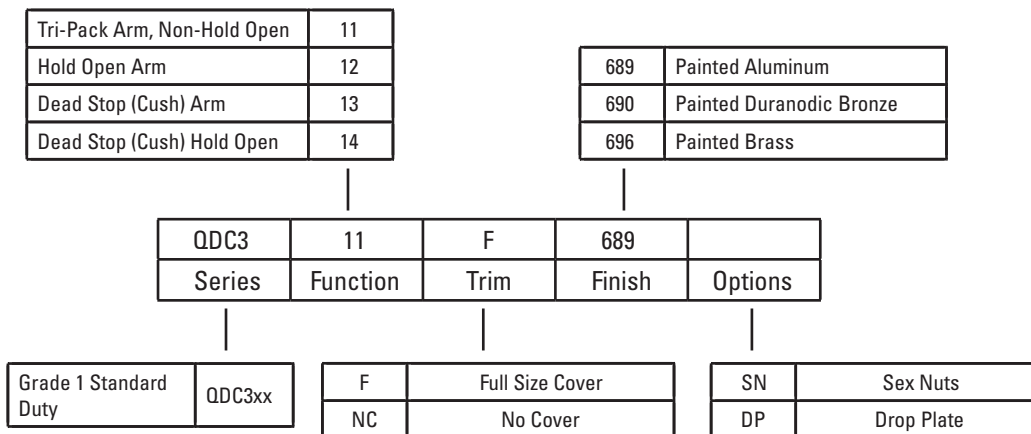 Tri-Pack Arm, Non-Hold Open 11
Hold Open Arm 12
Dead Stop (Cush) Arm 13
Dead Stop (Cush) Hold Open 14
689 Painted Aluminum
690 Painted Duranodic Bronze
696 Painted Brass
QDC3 11 F 689
Series Function Trim Finish Options
Grade 1 Standard
Duty QDC3xx
F Full Size Cover
NC No Cover
SN Sex Nuts
DP Drop Plate